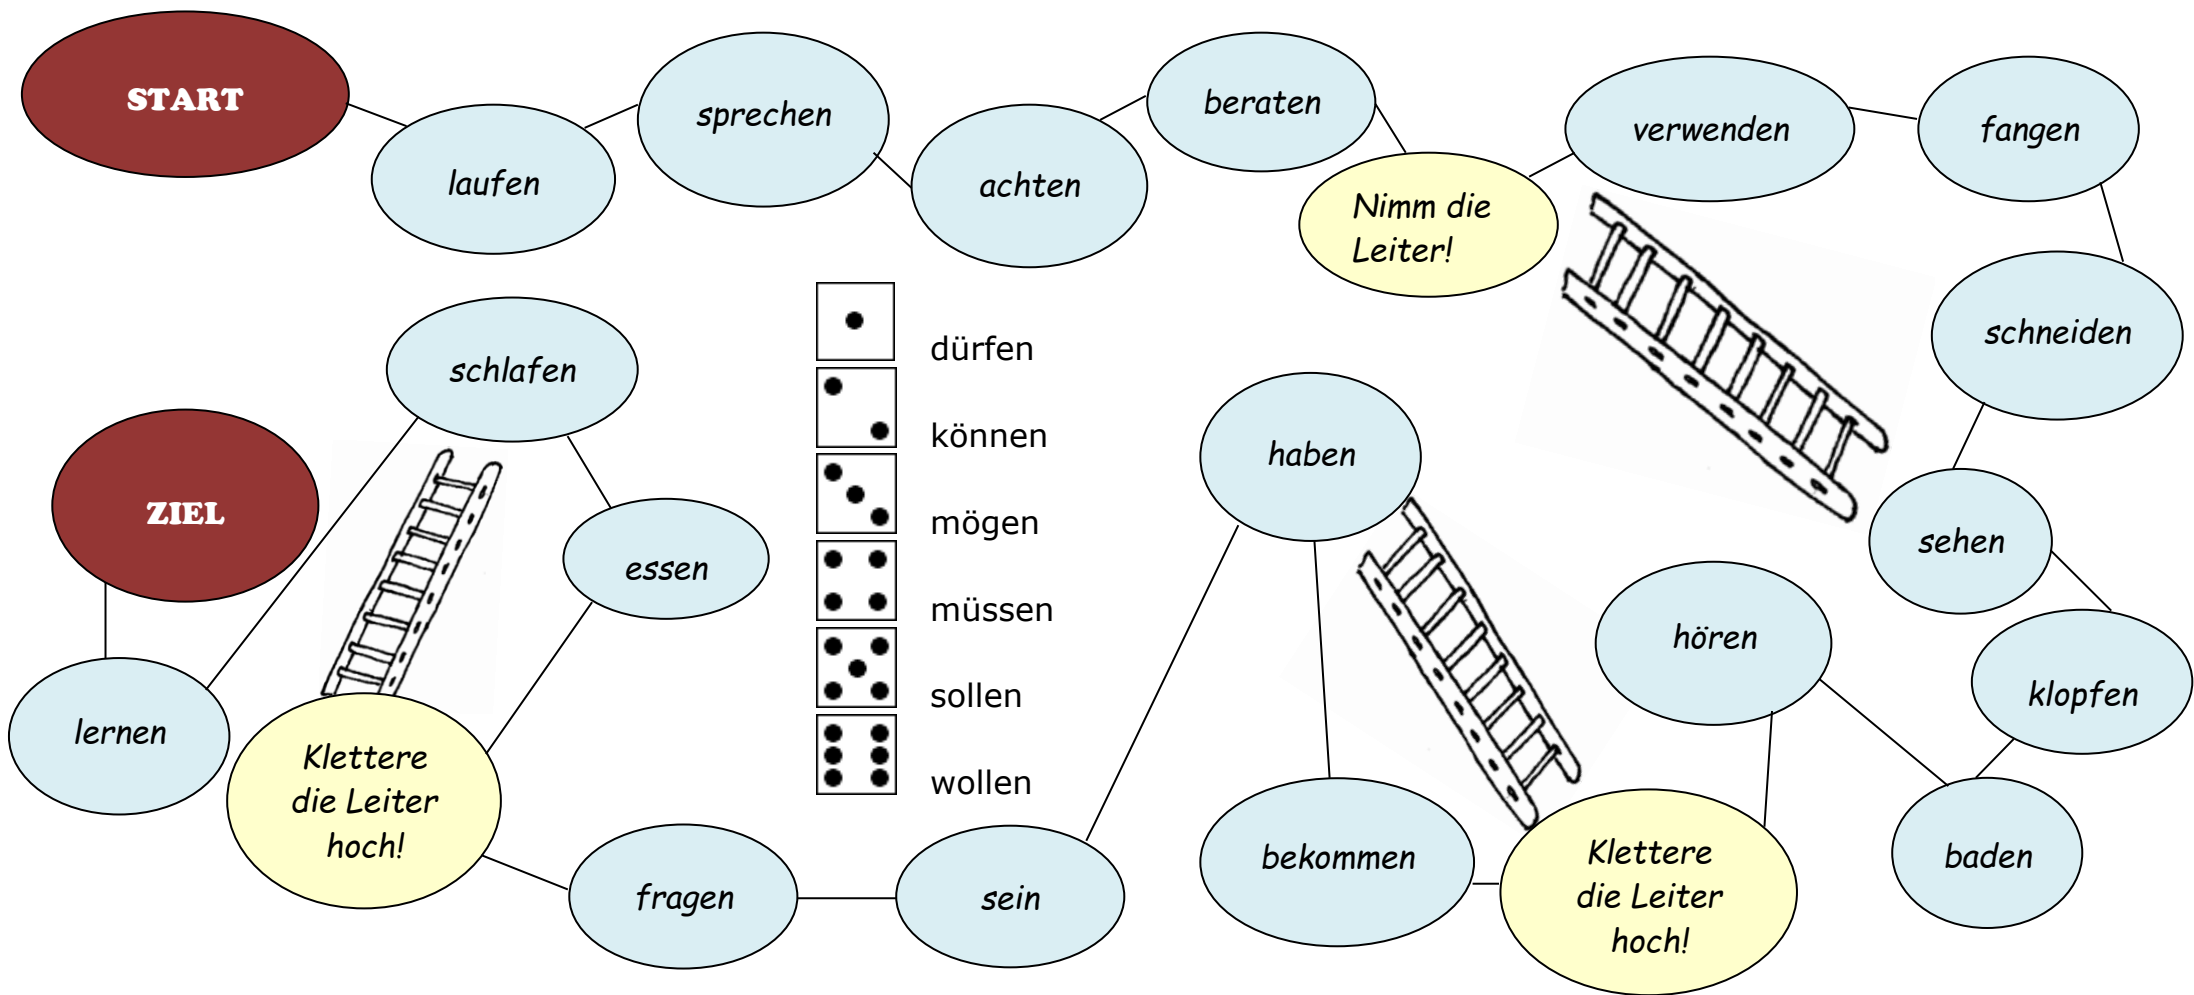 START
laufen
sprechen
achten
beraten
Nimm die
Leiter!
verwenden
fangen
schneiden
sehen
klopfen
baden
hören
Klettere
die Leiter
hoch!
bekommen
haben
sein
fragen
Klettere
die Leiter
hoch!
essen
schlafen
lernen
ZIEL
dürfen
können
mögen
müssen
sollen
wollen